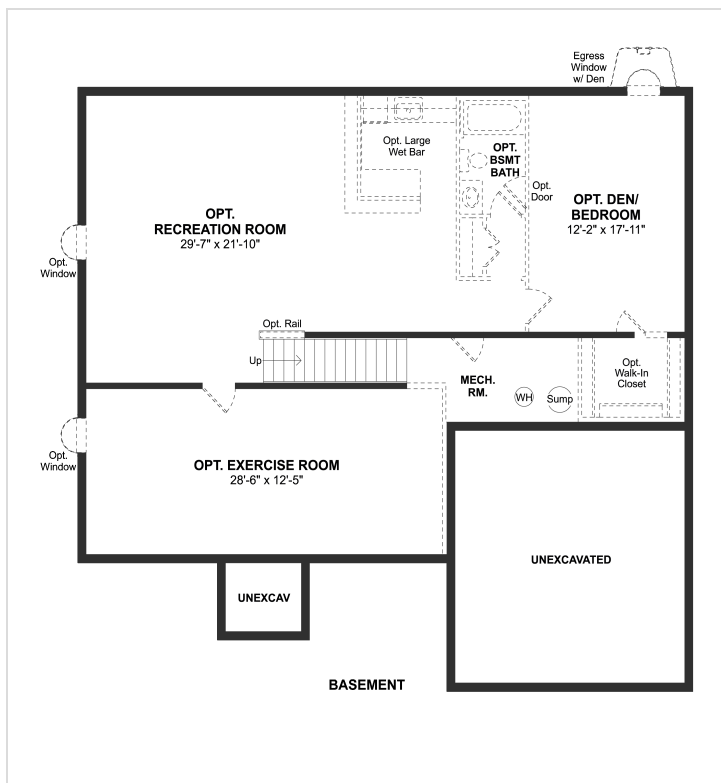 Egress
Window
w/ Den
Opt. Large
Wet Bar
OPT.
BSMT
BATH
Opt.
Door
OPT. DEN/
BEDROOM
12'-2" x 17'-11"
OPT.
RECREATION ROOM
29'-7" x 21'-10"
Opt.
Window
Opt. Rail
Up
MECH.
RM.
WH
Sump
Opt.
Walk-In
Closet
Opt.
Window
OPT. EXERCISE ROOM
28'-6" x 12'-5"
UNEXCAVATED
UNEXCAV
BASEMENT